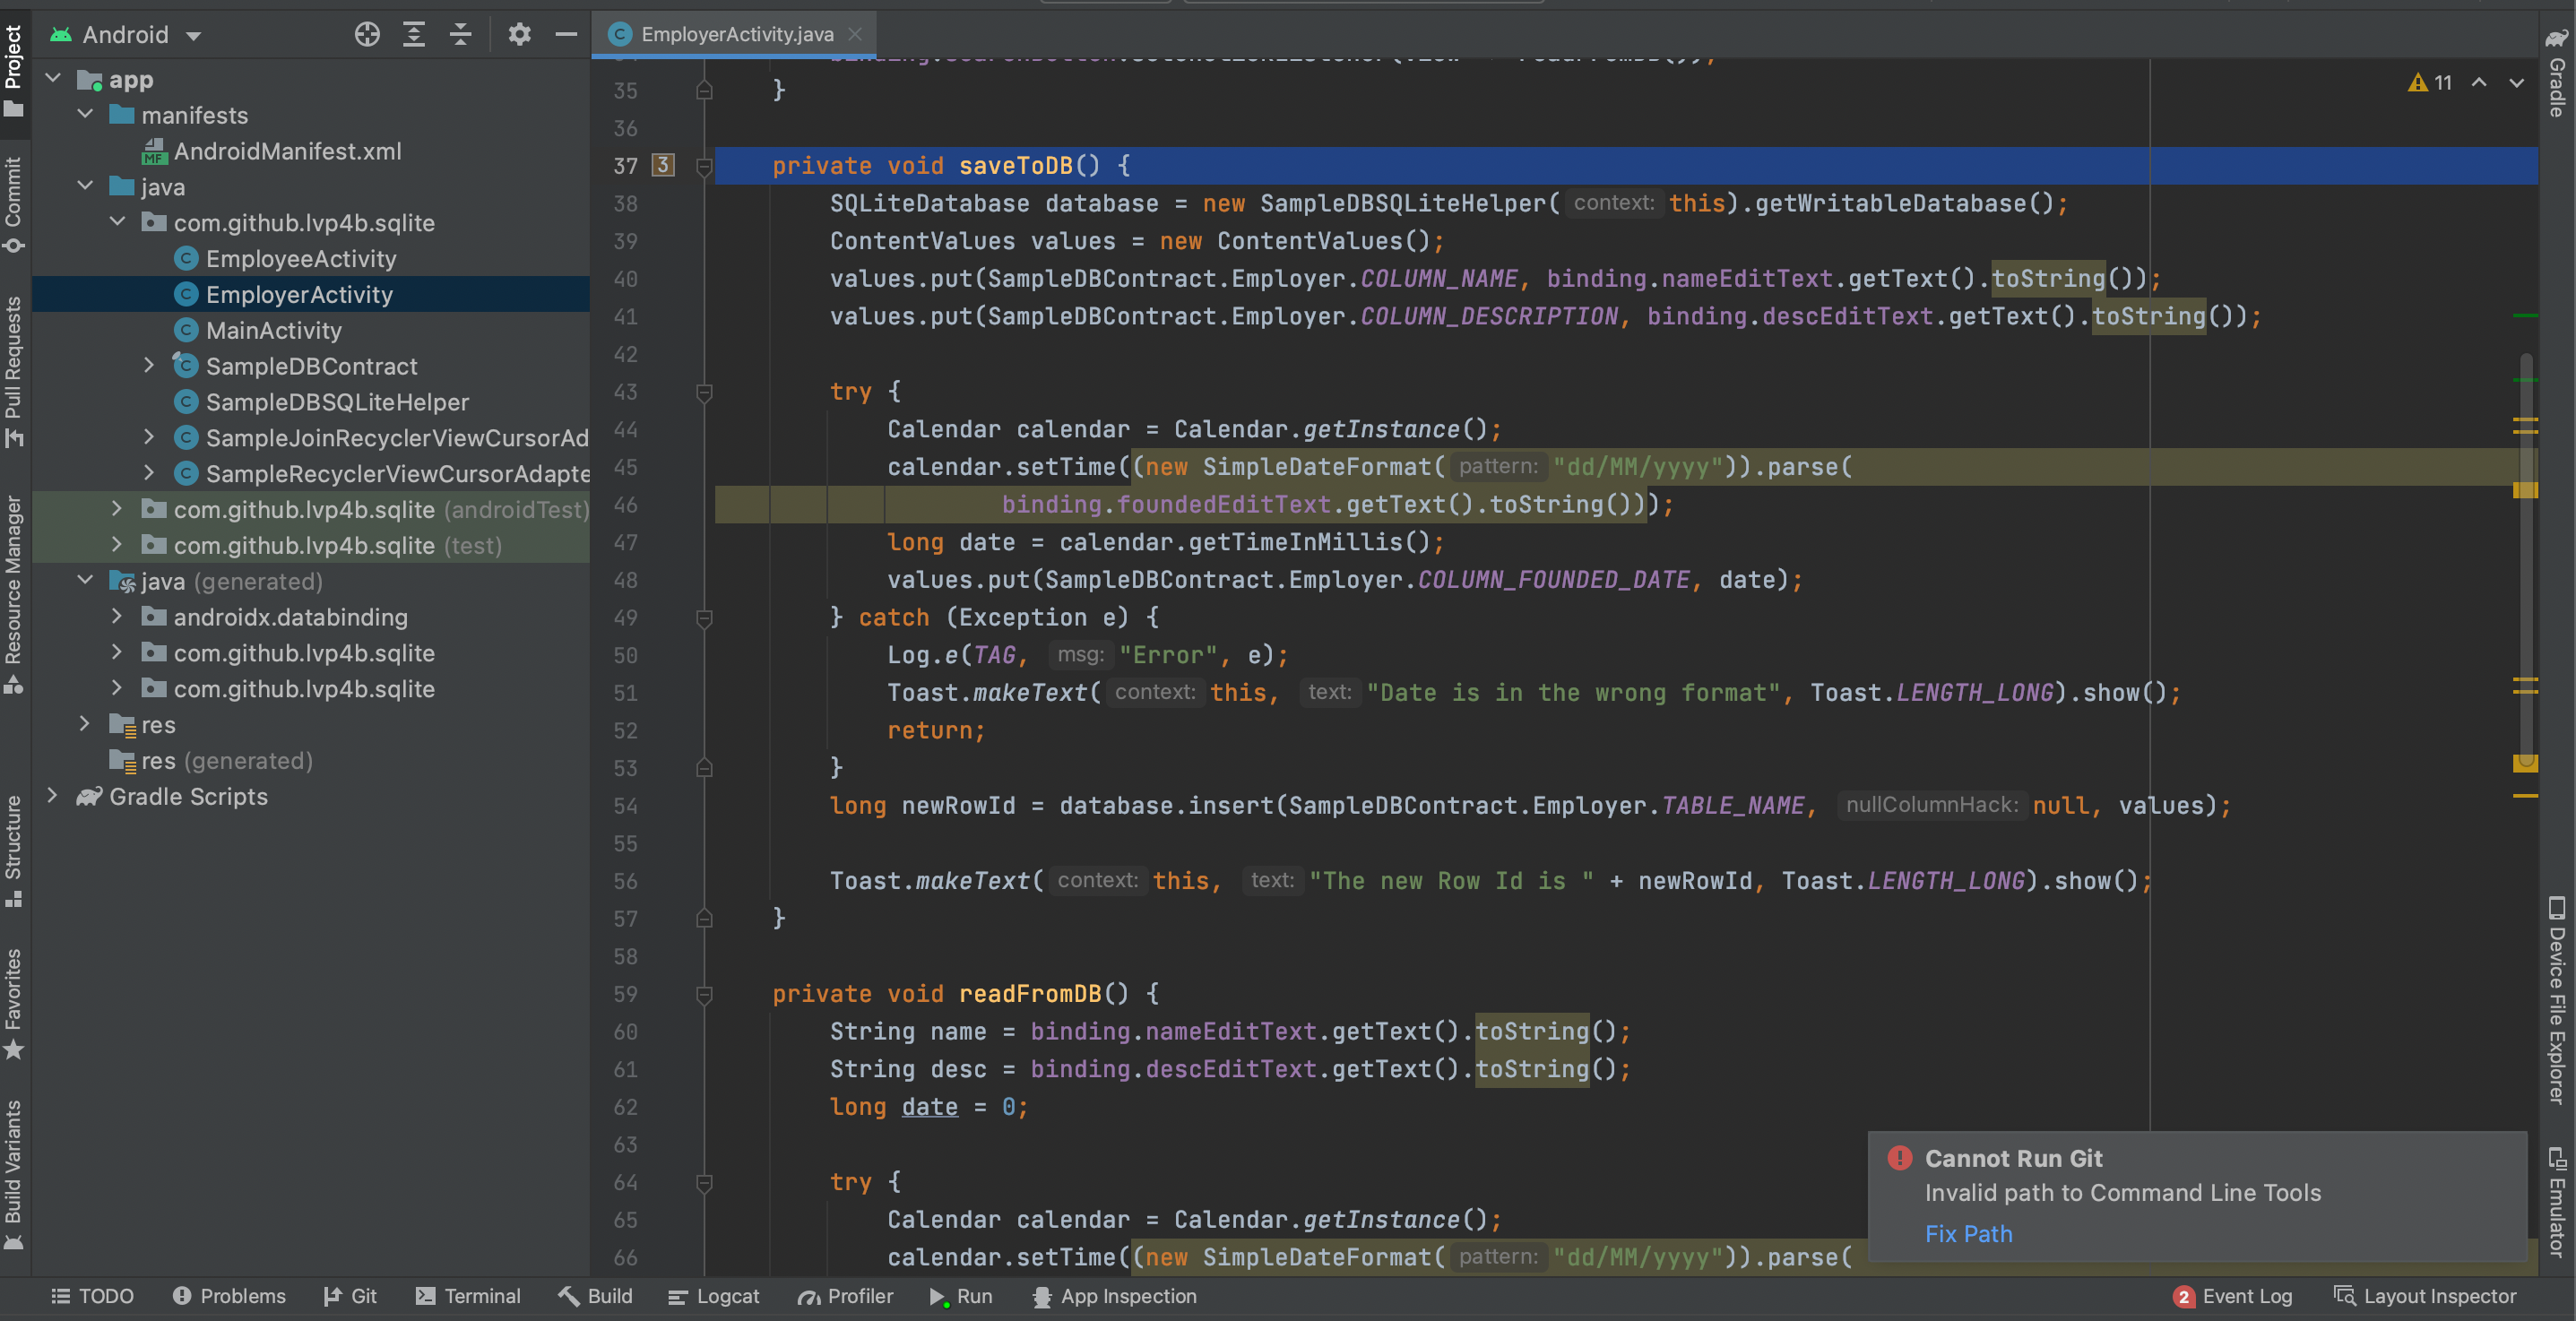 Project
Commit
Pull Requests
Resource Manager
Structure
Favorites
Build Variants
Android
app
manifests
MF AndroidManifest.xml
java
com.github.lvp4b.sqlite
C EmployeeActivity
C EmployerActivity
C MainActivity
C SampleDBContract
C SampleDBSQLiteHelper
C SampleJoinRecyclerViewCursorAd
C SampleRecyclerViewCursorAdapte
com.github.lvp4b.sqlite (androidTest)
com.github.lvp4b.sqlite (test)
java (generated)
androidx.databinding
com.github.lvp4b.sqlite
com.github.lvp4b.sqlite
res
res (generated)
Gradle Scripts
C EmployerActivity.java
11
35 }
36
37 3 private void saveToDB() {
38 SQLiteDatabase database = new SampleDBSQLiteHelper( context: this).getWritableDatabase();
39 ContentValues values = new ContentValues();
40 values.put(SampleDBContract.Employer.COLUMN_NAME, binding.nameEditText.getText().toString());
41 values.put(SampleDBContract.Employer.COLUMN_DESCRIPTION, binding.descEditText.getText().toString());
42
43 try {
44 Calendar calendar = Calendar.getInstance();
45 calendar.setTime((new SimpleDateFormat( pattern: "dd/MM/yyyy")).parse(
46 binding.foundedEditText.getText().toString()));
47 long date = calendar.getTimeInMillis();
48 values.put(SampleDBContract.Employer.COLUMN_FOUNDED_DATE, date);
49 } catch (Exception e) {
50 Log.e(TAG, msg: "Error", e);
51 Toast.makeText( context: this, text: "Date is in the wrong format", Toast.LENGTH_LONG).show();
52 return;
53 }
54 long newRowId = database.insert(SampleDBContract.Employer.TABLE_NAME, nullColumnHack: null, values);
55
56 Toast.makeText( context: this, text: "The new Row Id is " + newRowId, Toast.LENGTH_LONG).show();
57 }
58
59 private void readFromDB() {
60 String name = binding.nameEditText.getText().toString();
61 String desc = binding.descEditText.getText().toString();
62 long date = 0;
63
64 try {
65 Calendar calendar = Calendar.getInstance();
66 calendar.setTime((new SimpleDateFormat( pattern: "dd/MM/yyyy")).parse(
Cannot Run Git
Invalid path to Command Line Tools
Fix Path
Gradle
Device File Explorer
Emulator
TODO Problems Git Terminal Build Logcat Profiler Run App Inspection 2 Event Log Layout Inspector